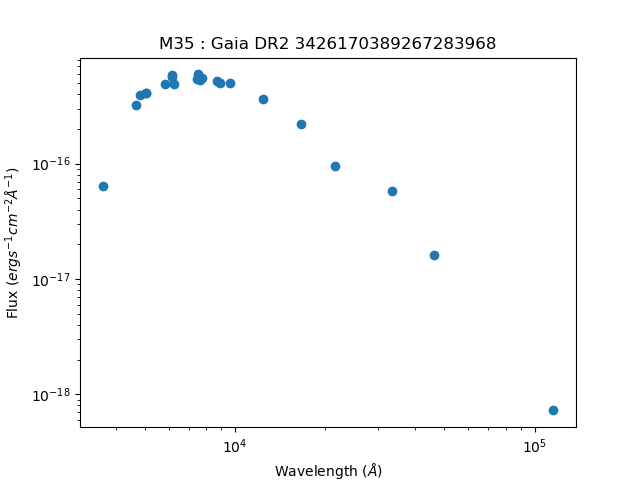 M35 : Gaia DR2 3426170389267283968
Flux (ergs⁻¹cm⁻²Å⁻¹)
10⁻¹⁶
10⁻¹⁷
10⁻¹⁸
10⁴
10⁵
Wavelength (Å)